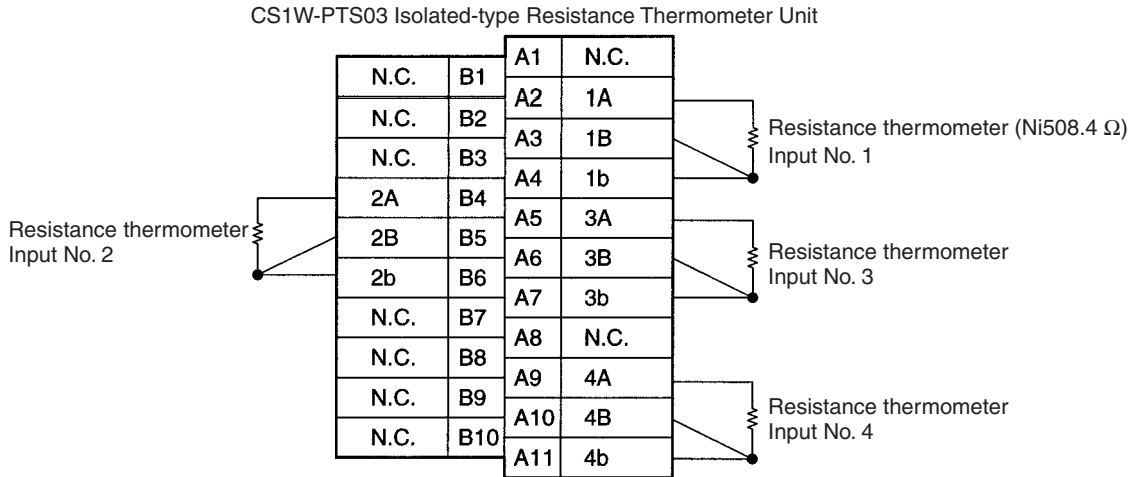 CS1W-PTS03 Isolated-type Resistance Thermometer Unit
A1 N.C.
N.C. B1
A2 1A
N.C. B2
A3 1B
N.C. B3
A4 1b
2A B4
A5 3A
2B B5
A6 3B
2b B6
A7 3b
N.C. B7
A8 N.C.
N.C. B8
A9 4A
N.C. B9
A10 4B
N.C. B10
A11 4b
Resistance thermometer (Ni508.4 Ω)
Input No. 1
Resistance thermometer
Input No. 2
Resistance thermometer
Input No. 3
Resistance thermometer
Input No. 4